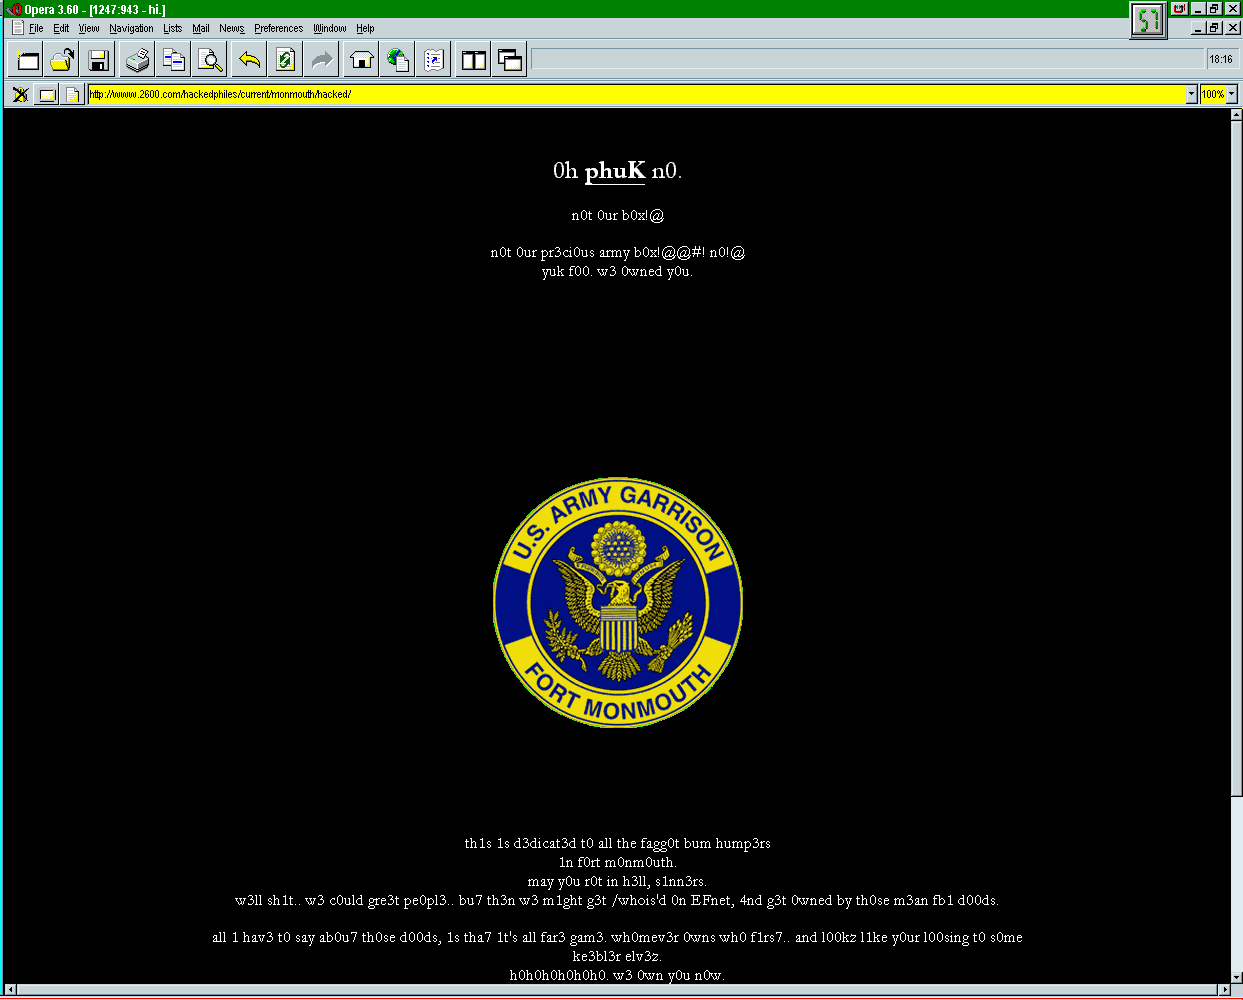 Opera 3.60 - [1247:943 - hi.]
File Edit View Navigation Lists Mail News Preferences Window Help
18:16
http://www.2600.com/hackedphiles/current/monmouth/hacked/
100%
0h phuK n0.
n0t 0ur b0x!@
n0t 0ur pr3ci0us army b0x!@@#! n0!@
yuk f00. w3 0wned y0u.
U.S. ARMY GARRISON
FORT MONMOUTH
th1s 1s d3dicat3d t0 all the fagg0t bum hump3rs
1n f0rt m0nm0uth.
may y0u r0t in h3ll, s1nn3rs.
w3ll sh1t.. w3 c0uld gre3t pe0pl3.. bu7 th3n w3 m1ght g3t /whois'd 0n EFnet, 4nd g3t 0wned by th0se m3an fb1 d00ds.
all 1 hav3 t0 say ab0u7 th0se d00ds, 1s tha7 1t's all far3 gam3. wh0mev3r 0wns wh0 f1rs7.. and l00kz l1ke y0ur l00sing t0 s0me
ke3bl3r elv3z.
h0h0h0h0h0h0. w3 0wn y0u n0w.